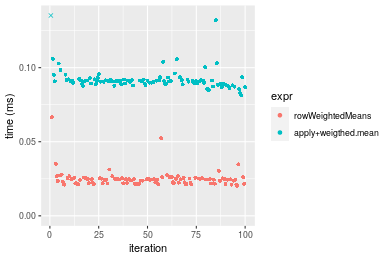 0.10
0.05
0.00
time (ms)
0
25
50
75
100
iteration
expr
rowWeightedMeans
apply+weigthed.mean